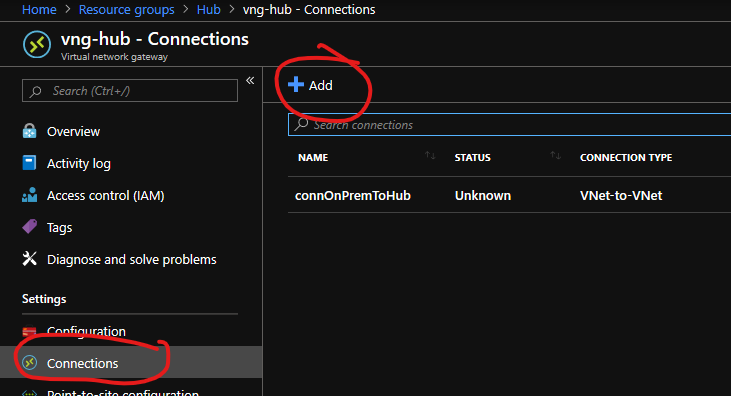 Home > Resource groups > Hub > vng-hub - Connections
vng-hub - Connections
Virtual network gateway
Search (Ctrl+/)
«
Overview
Activity log
Access control (IAM)
Tags
Diagnose and solve problems
Settings
Configuration
Connections
Point-to-site configuration
+ Add
Search connections
NAME STATUS CONNECTION TYPE
connOnPremToHub Unknown VNet-to-VNet